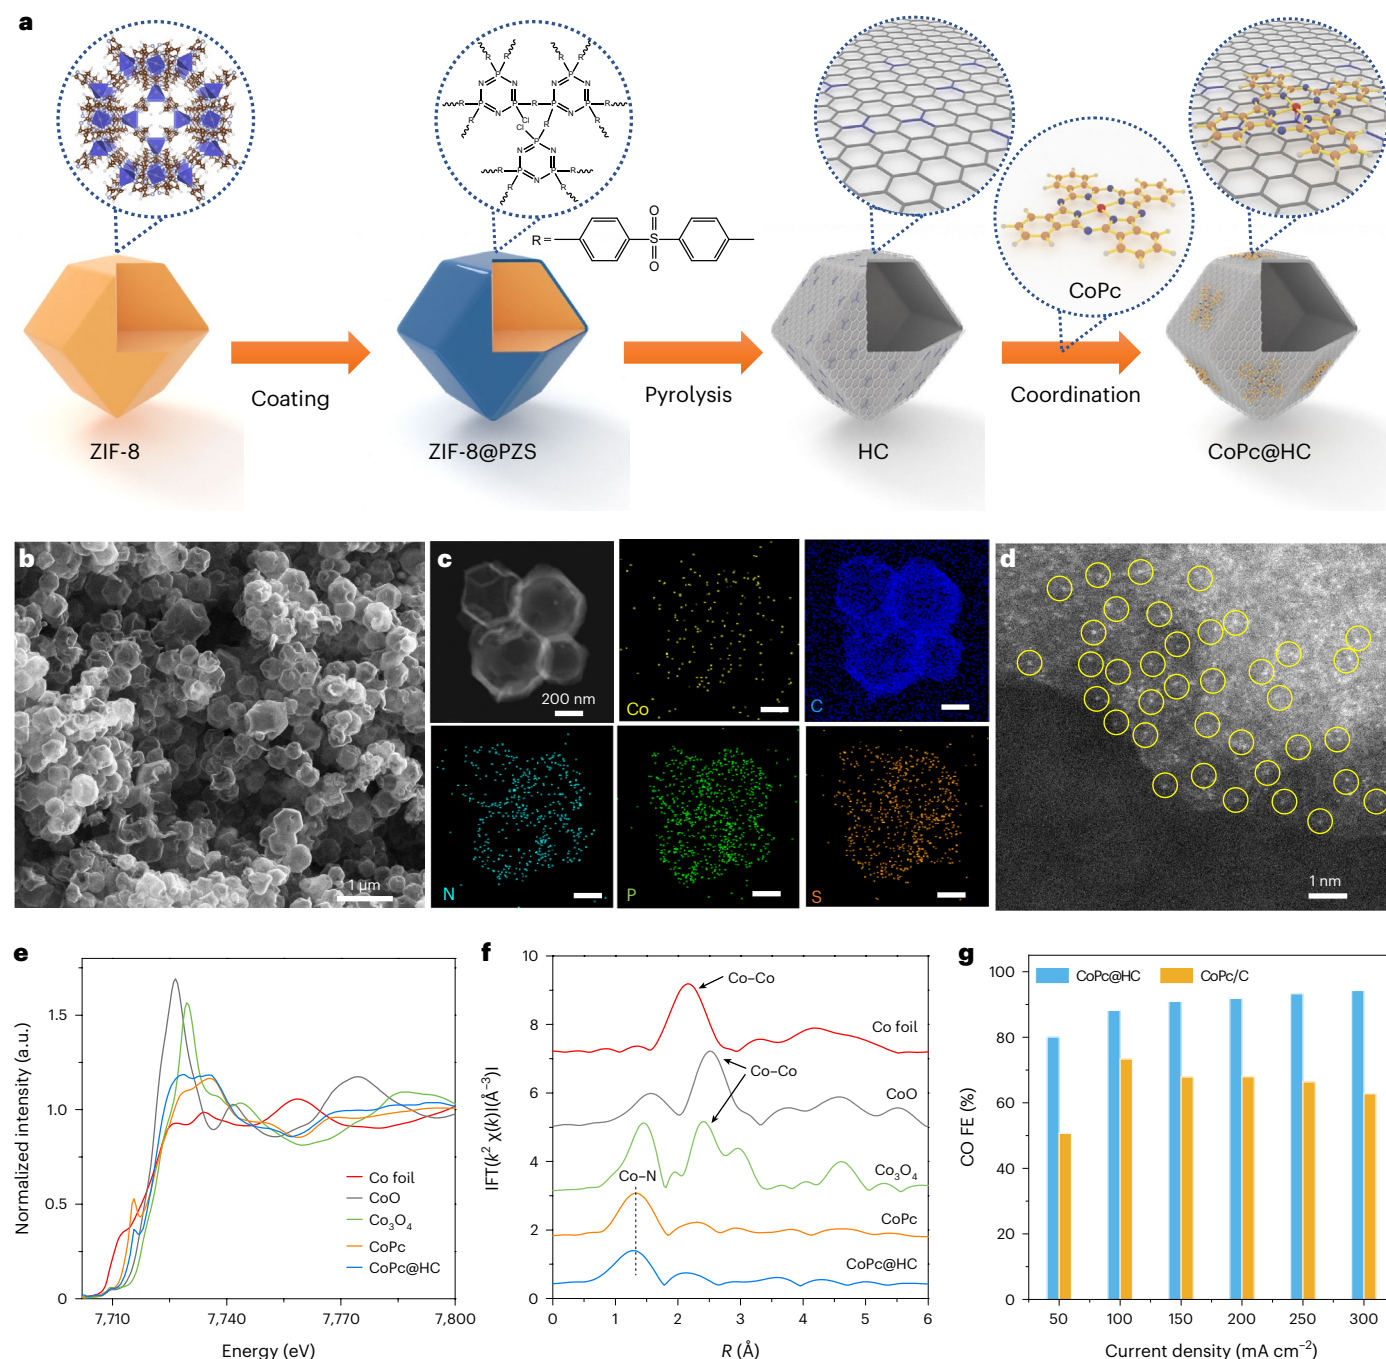 a
R R R R
P P
N N N N
R P P R P P R
N N
Cl R
Cl P
N N
R P P R
N
R R
R = S
O
O
CoPc
Coating
Pyrolysis
Coordination
ZIF-8
ZIF-8@PZS
HC
CoPc@HC
b
1 µm
c
200 nm
Co
C
N
P
S
d
1 nm
e
Normalized intensity (a.u.)
1.5
1.0
0.5
0
Co foil
CoO
Co₃O₄
CoPc
CoPc@HC
7,710 7,740 7,770 7,800
Energy (eV)
f
IFT(k² χ(k)I(Å⁻³)I
10
8
6
4
2
0
Co–Co
Co foil
Co–Co
CoO
Co₃O₄
Co–N
CoPc
CoPc@HC
0 1 2 3 4 5 6
R (Å)
g
CO FE (%)
100
80
60
40
20
0
CoPc@HC CoPc/C
50 100 150 200 250 300
Current density (mA cm⁻²)